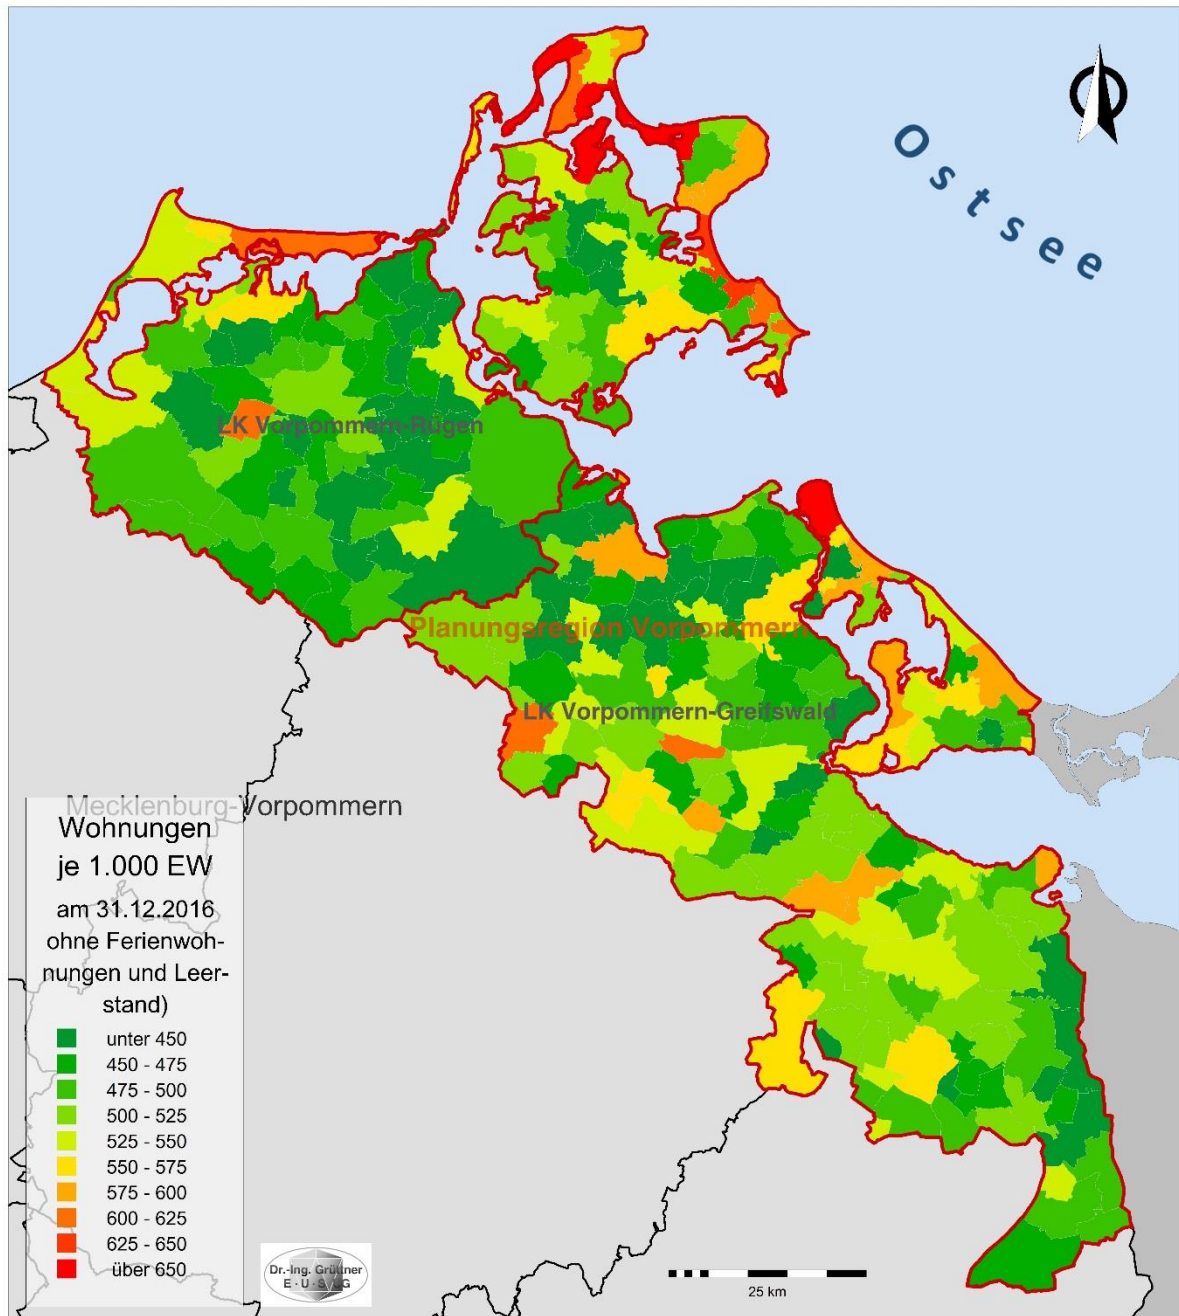 Ostsee
LK Vorpommern-Rügen
Planungsregion Vorpommern
LK Vorpommern-Greifswald
Mecklenburg-Vorpommern
Wohnungen
je 1.000 EW
am 31.12.2016
ohne Ferienwoh-
nungen und Leer-
stand)
unter 450
450 - 475
475 - 500
500 - 525
525 - 550
550 - 575
575 - 600
600 - 625
625 - 650
über 650
Dr.-Ing. Grüttner
25 km